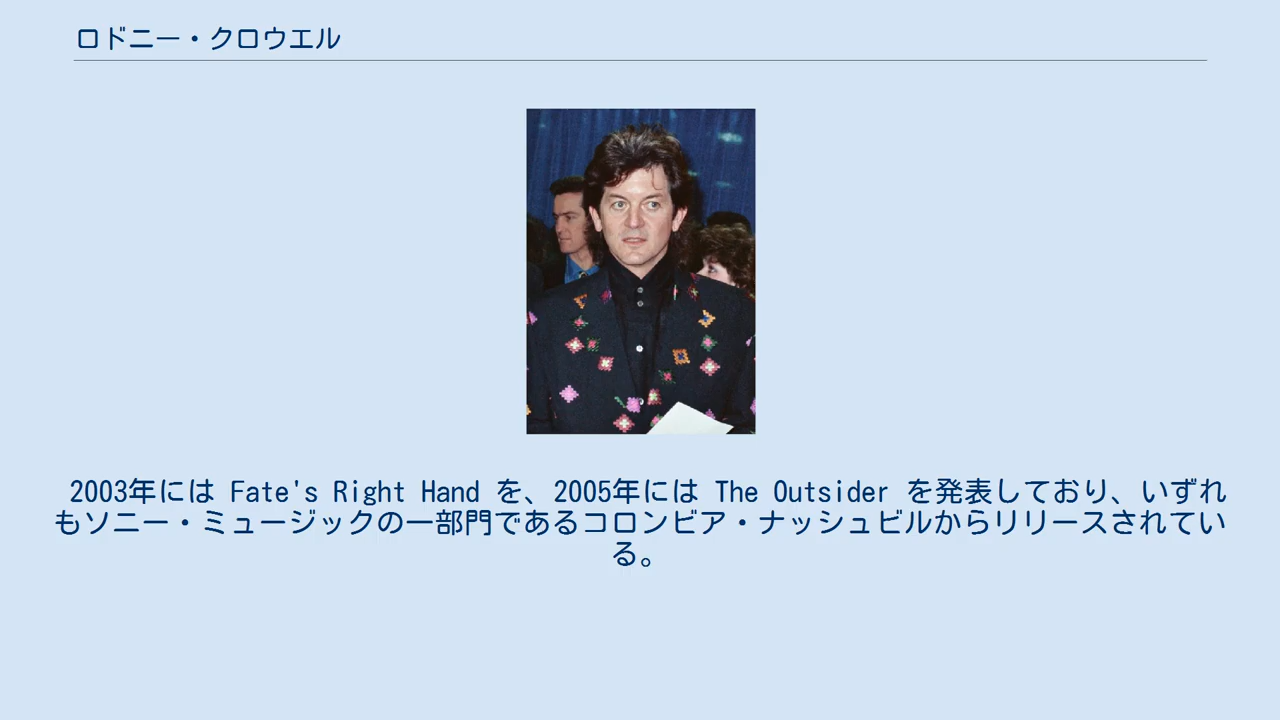 ロドニー・クロウエル
2003年には Fate's Right Hand を、2005年には The Outsider を発表しており、いずれ
もソニー・ミュージックの一部門であるコロンビア・ナッシュビルからリリースされてい
る。